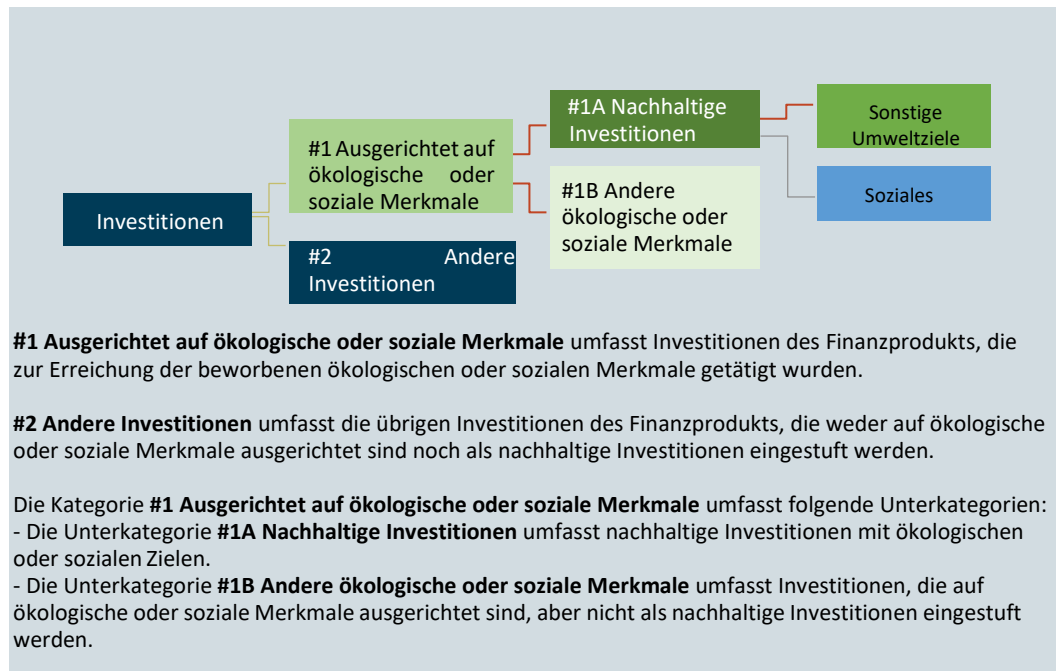 #1A Nachhaltige
Investitionen
Sonstige
Umweltziele
#1 Ausgerichtet auf
ökologische oder
soziale Merkmale
#1B Andere
ökologische oder
soziale Merkmale
Soziales
Investitionen
#2 Andere
Investitionen
#1 Ausgerichtet auf ökologische oder soziale Merkmale umfasst Investitionen des Finanzprodukts, die
zur Erreichung der beworbenen ökologischen oder sozialen Merkmale getätigt wurden.
#2 Andere Investitionen umfasst die übrigen Investitionen des Finanzprodukts, die weder auf ökologische
oder soziale Merkmale ausgerichtet sind noch als nachhaltige Investitionen eingestuft werden.
Die Kategorie #1 Ausgerichtet auf ökologische oder soziale Merkmale umfasst folgende Unterkategorien:
- Die Unterkategorie #1A Nachhaltige Investitionen umfasst nachhaltige Investitionen mit ökologischen
oder sozialen Zielen.
- Die Unterkategorie #1B Andere ökologische oder soziale Merkmale umfasst Investitionen, die auf
ökologische oder soziale Merkmale ausgerichtet sind, aber nicht als nachhaltige Investitionen eingestuft
werden.